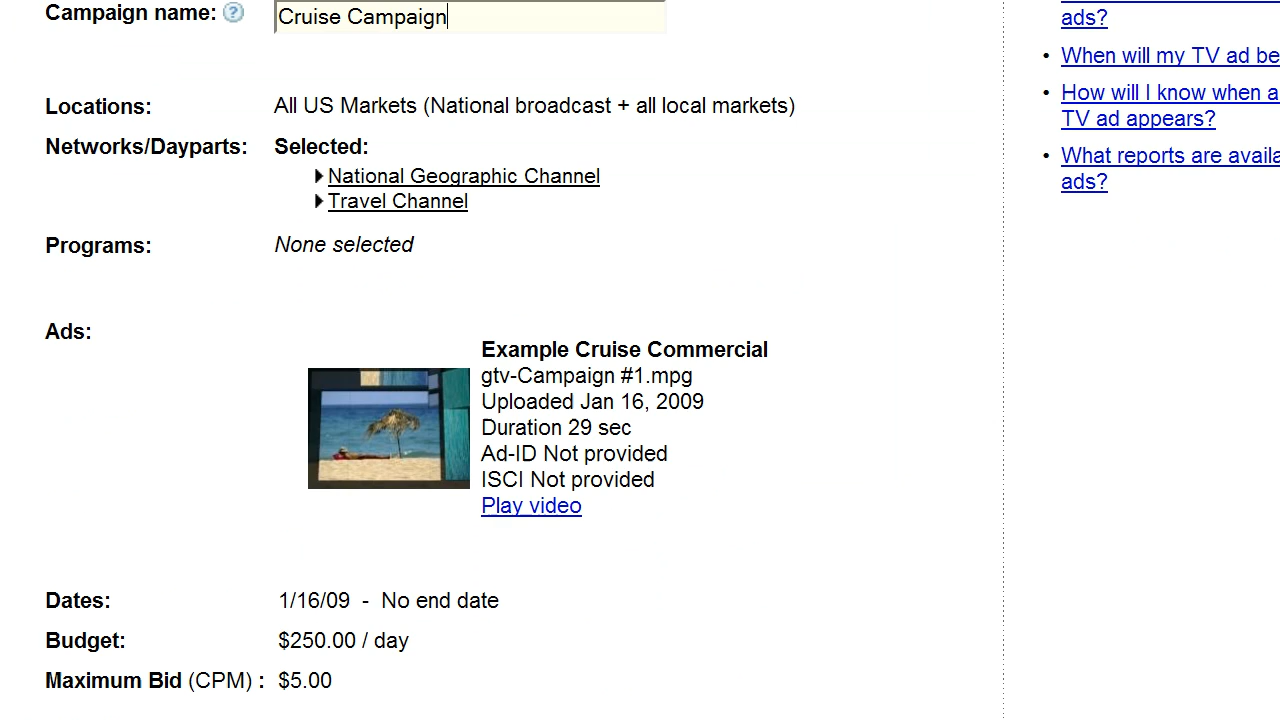 Campaign name: ?
Cruise Campaign
ads?
When will my TV ad be
How will I know when a
TV ad appears?
What reports are availa
ads?
Locations: All US Markets (National broadcast + all local markets)
Networks/Dayparts: Selected:
National Geographic Channel
Travel Channel
Programs: None selected
Ads:
Example Cruise Commercial
gtv-Campaign #1.mpg
Uploaded Jan 16, 2009
Duration 29 sec
Ad-ID Not provided
ISCI Not provided
Play video
Dates: 1/16/09 - No end date
Budget: $250.00 / day
Maximum Bid (CPM) : $5.00